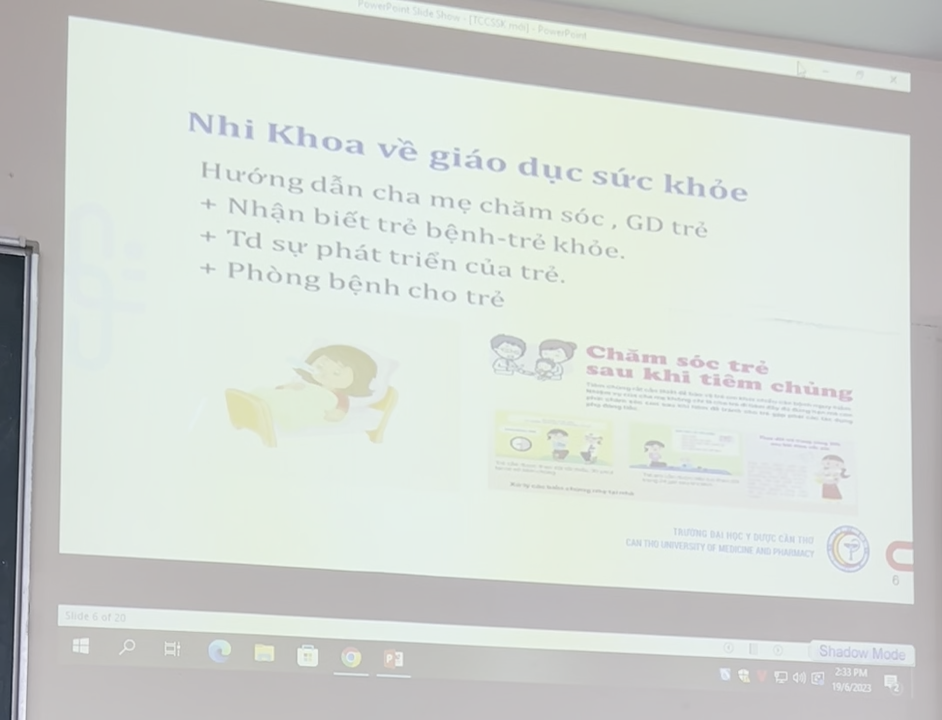 PowerPoint Slide Show - [TCCSSK mới] - PowerPoint
Nhi Khoa về giáo dục sức khỏe
Hướng dẫn cha mẹ chăm sóc , GD trẻ
+ Nhận biết trẻ bệnh-trẻ khỏe.
+ Td sự phát triển của trẻ.
+ Phòng bệnh cho trẻ
Chăm sóc trẻ
sau khi tiêm chủng
TRƯỜNG ĐẠI HỌC Y DƯỢC CẦN THƠ
CAN THO UNIVERSITY OF MEDICINE AND PHARMACY
6
Slide 6 of 20
Shadow Mode
2:33 PM
19/6/2023
2